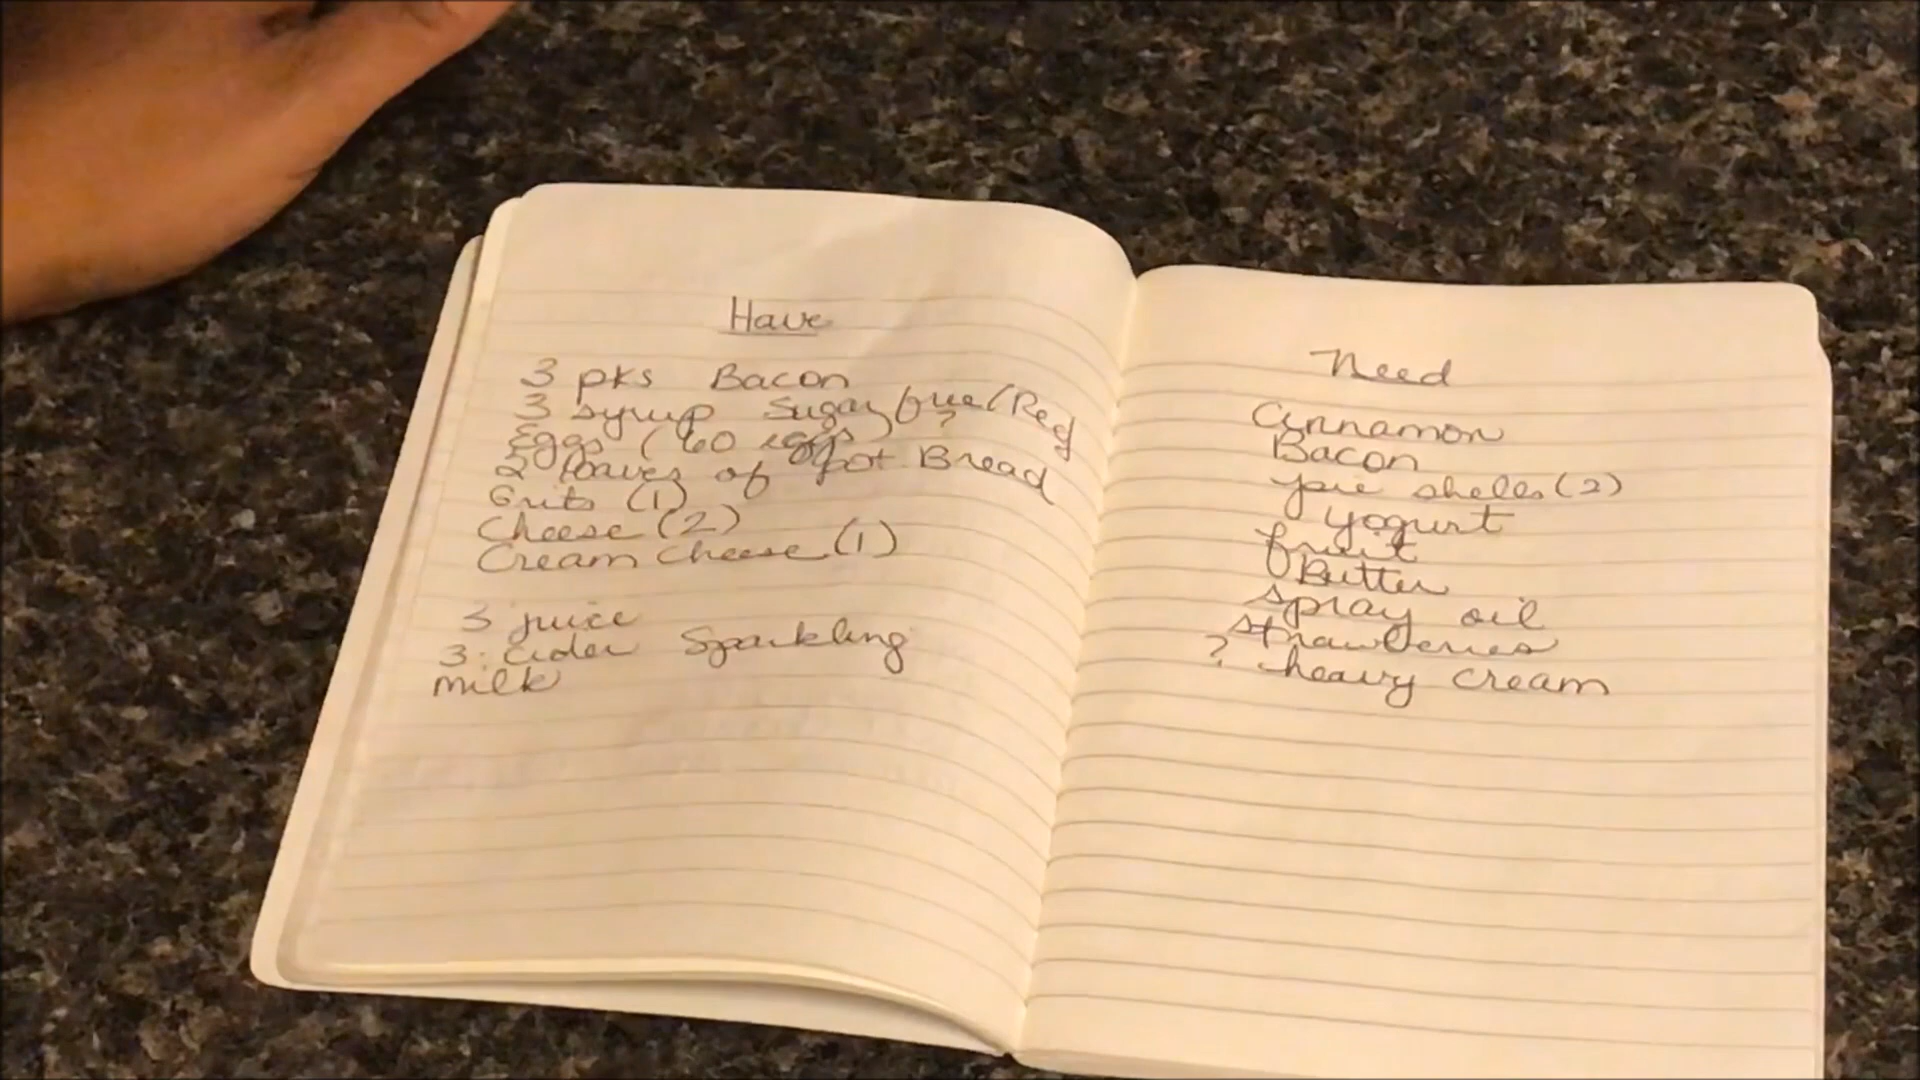 Have
3 pks Bacon
3 syrup Sugar free/Reg
Eggs (60 eggs) ?
2 loaves of pot Bread
Grits (1)
Cheese (2)
Cream Cheese (1)
3 juice
3. Cider Sparkling
milk
Need
Cinnamon
Bacon
pie shells (2)
yogurt
fruit
Butter
spray oil
strawberries
? heavy cream